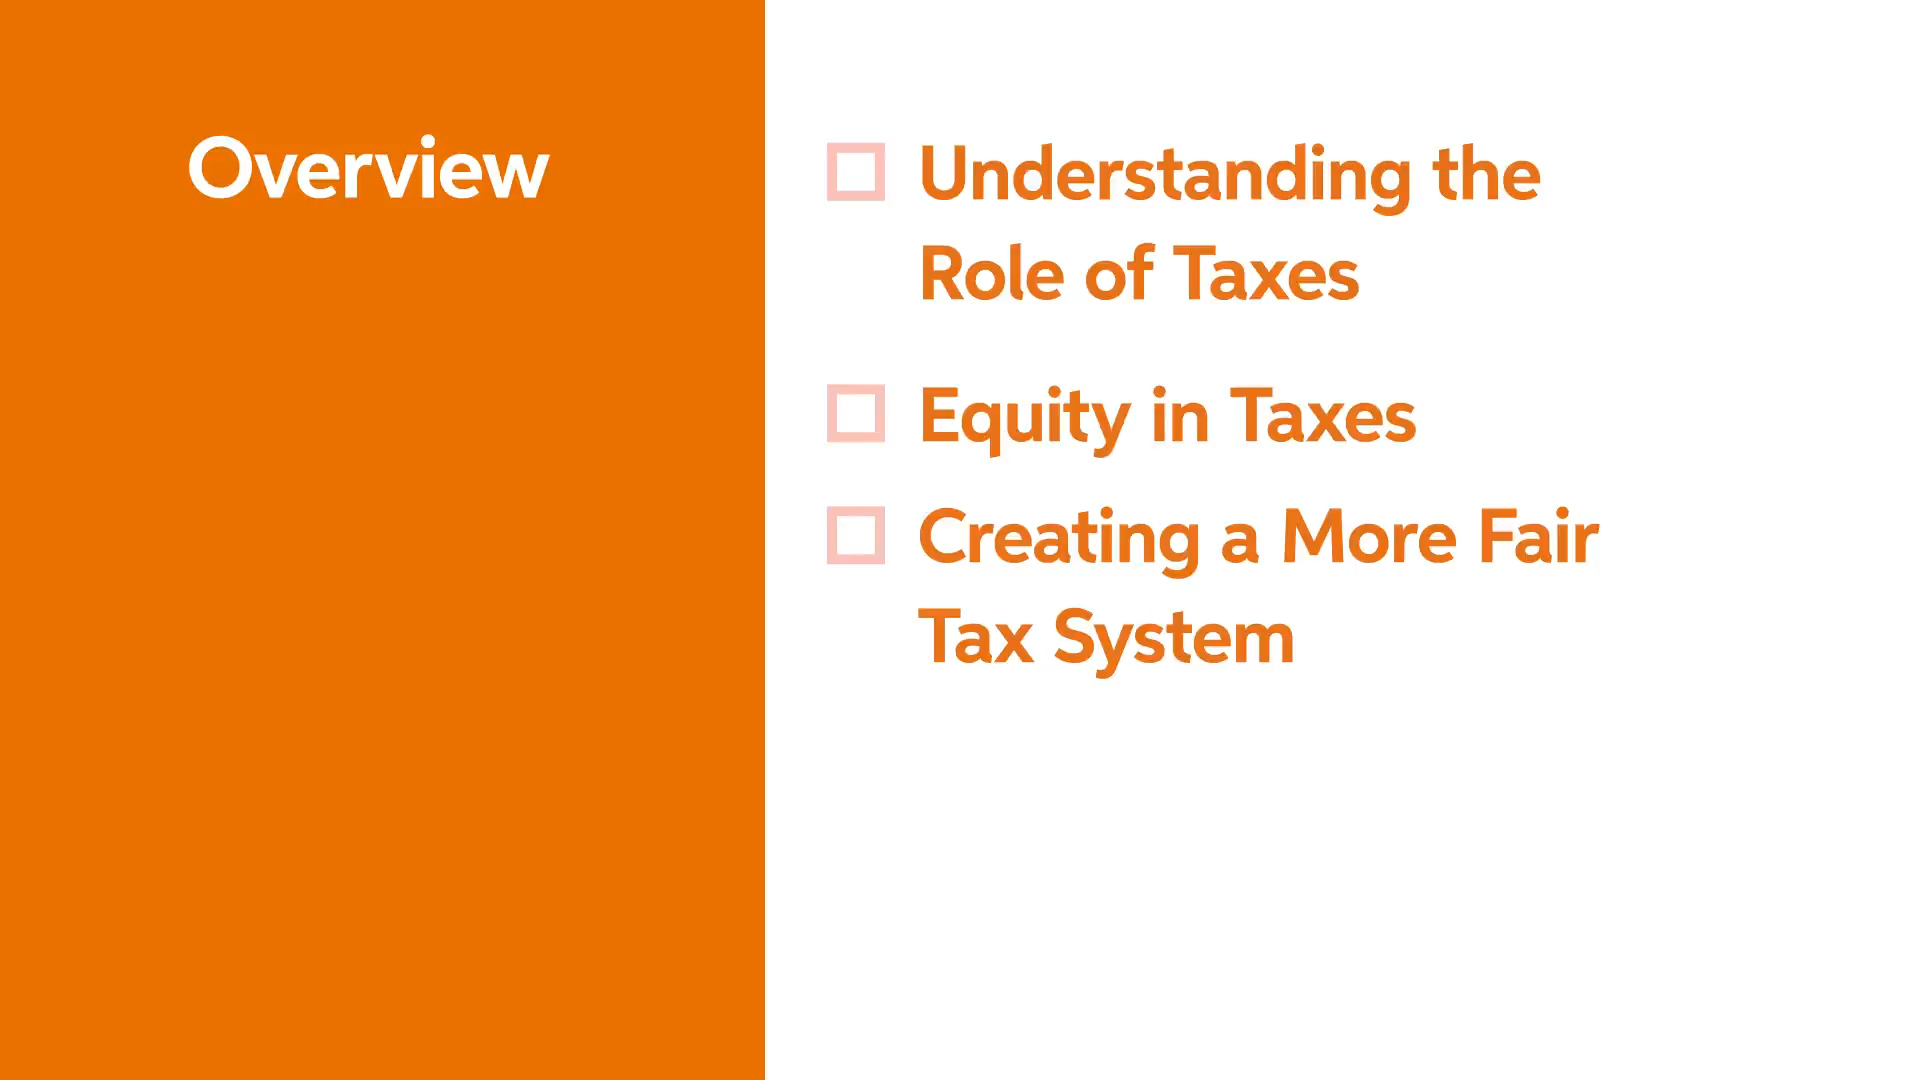 Overview
Understanding the
Role of Taxes
Equity in Taxes
Creating a More Fair
Tax System